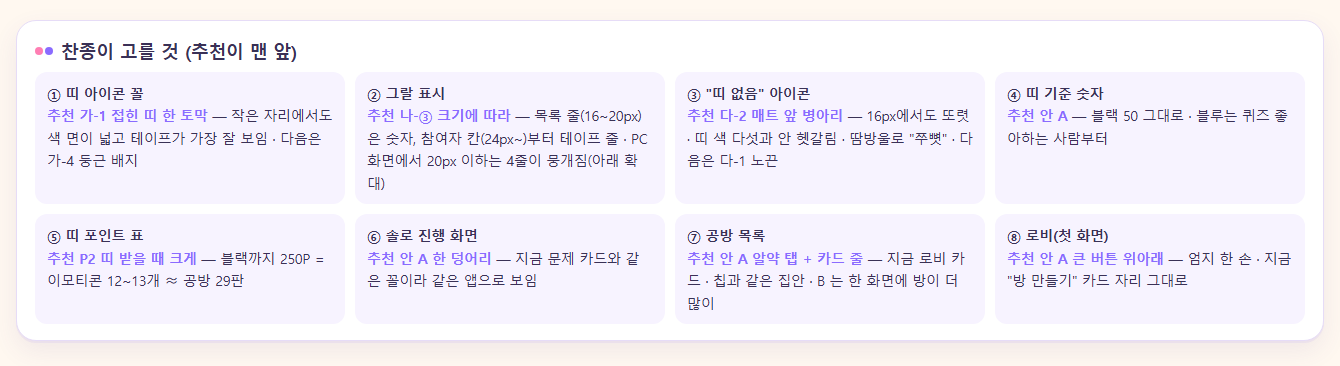 찬종이 고를 것 (추천이 맨 앞)
① 띠 아이콘 꼴
추천 가-1 접힌 띠 한 토막 — 작은 자리에서도
색 면이 넓고 테이프가 가장 잘 보임 · 다음은
가-4 둥근 배지
② 그랄 표시
추천 나-③ 크기에 따라 — 목록 줄(16~20px)
은 숫자, 참여자 칸(24px~)부터 테이프 줄 · PC
화면에서 20px 이하는 4줄이 뭉개짐(아래 확
대)
③ "띠 없음" 아이콘
추천 다-2 매트 앞 병아리 — 16px에서도 또렷
· 띠 색 다섯과 안 헷갈림 · 땀방울로 "쭈뼛" · 다
음은 다-1 노끈
④ 띠 기준 숫자
추천 안 A — 블랙 50 그대로 · 블루는 퀴즈 좋
아하는 사람부터
⑤ 띠 포인트 표
추천 P2 띠 받을 때 크게 — 블랙까지 250P =
이모티콘 12~13개 ≈ 공방 29판
⑥ 솔로 진행 화면
추천 안 A 한 덩어리 — 지금 문제 카드와 같
은 꼴이라 같은 앱으로 보임
⑦ 공방 목록
추천 안 A 알약 탭 + 카드 줄 — 지금 로비 카
드 · 칩과 같은 집안 · B 는 한 화면에 방이 더
많이
⑧ 로비(첫 화면)
추천 안 A 큰 버튼 위아래 — 엄지 한 손 · 지금
"방 만들기" 카드 자리 그대로